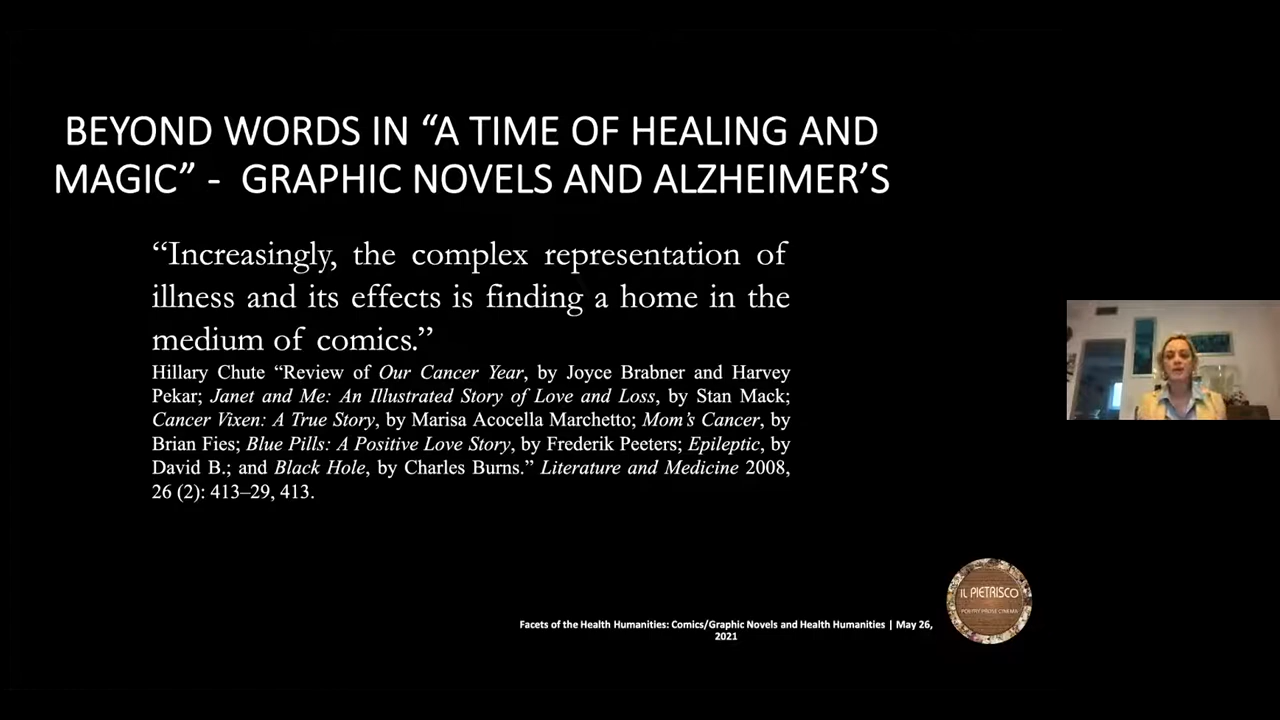 BEYOND WORDS IN “A TIME OF HEALING AND
MAGIC” - GRAPHIC NOVELS AND ALZHEIMER’S
“Increasingly, the complex representation of
illness and its effects is finding a home in the
medium of comics.”
Hillary Chute “Review of Our Cancer Year, by Joyce Brabner and Harvey
Pekar; Janet and Me: An Illustrated Story of Love and Loss, by Stan Mack;
Cancer Vixen: A True Story, by Marisa Acocella Marchetto; Mom’s Cancer, by
Brian Fies; Blue Pills: A Positive Love Story, by Frederik Peeters; Epileptic, by
David B.; and Black Hole, by Charles Burns.” Literature and Medicine 2008,
26 (2): 413–29, 413.
IL PIETRISCO
POETRY PROSE CINEMA
Facets of the Health Humanities: Comics/Graphic Novels and Health Humanities | May 26,
2021